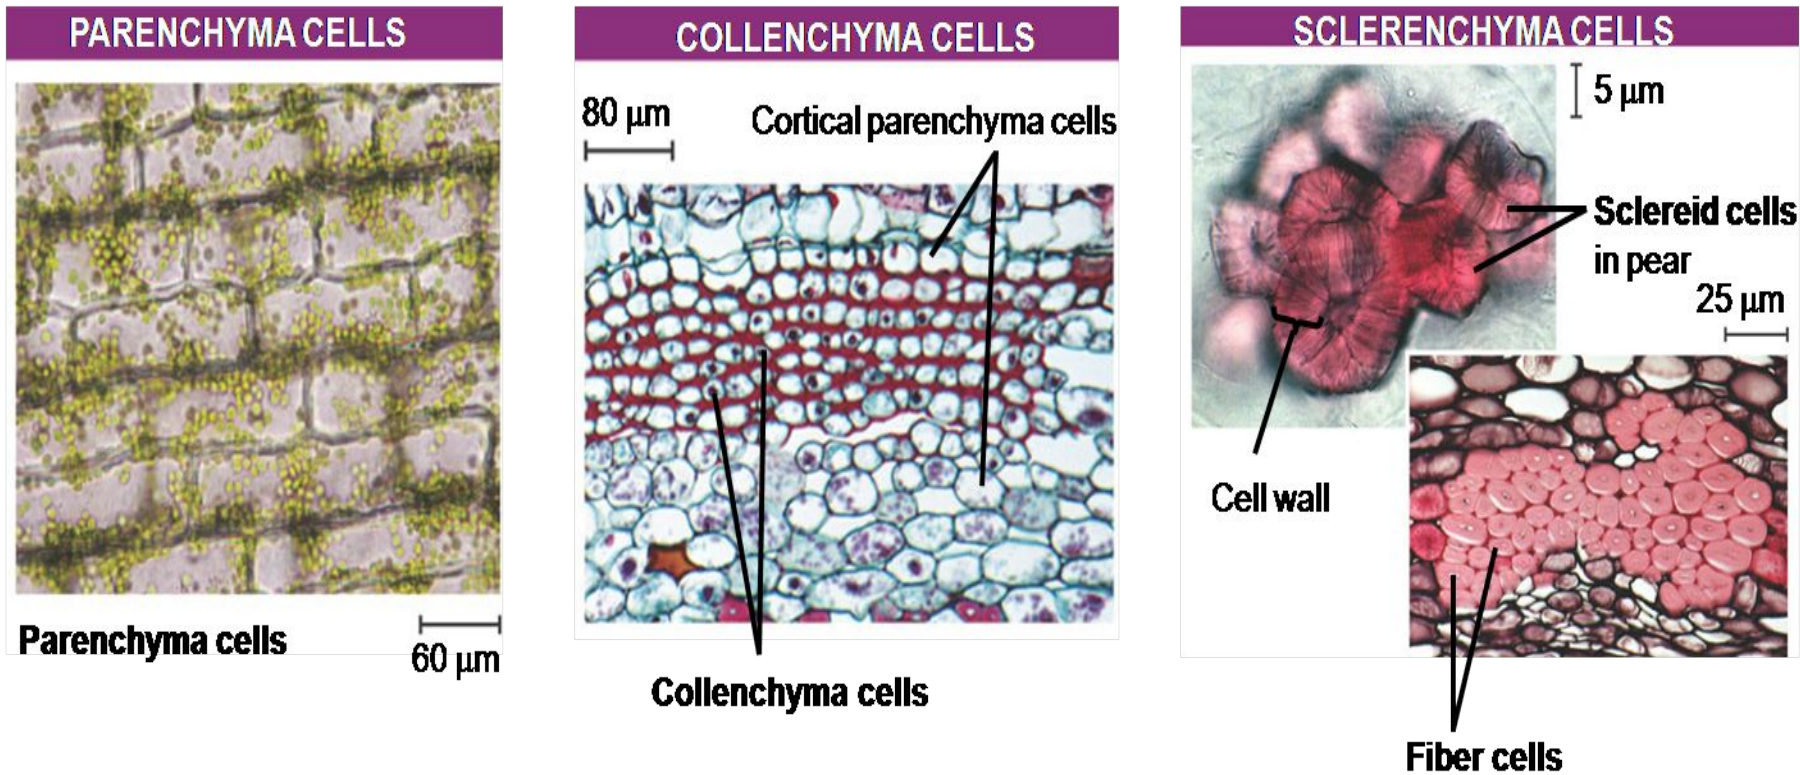 PARENCHYMA CELLS
Parenchyma cells
60 μm
COLLENCHYMA CELLS
80 μm
Cortical parenchyma cells
Collenchyma cells
SCLERENCHYMA CELLS
5 μm
Sclereid cells
in pear
25 μm
Cell wall
Fiber cells